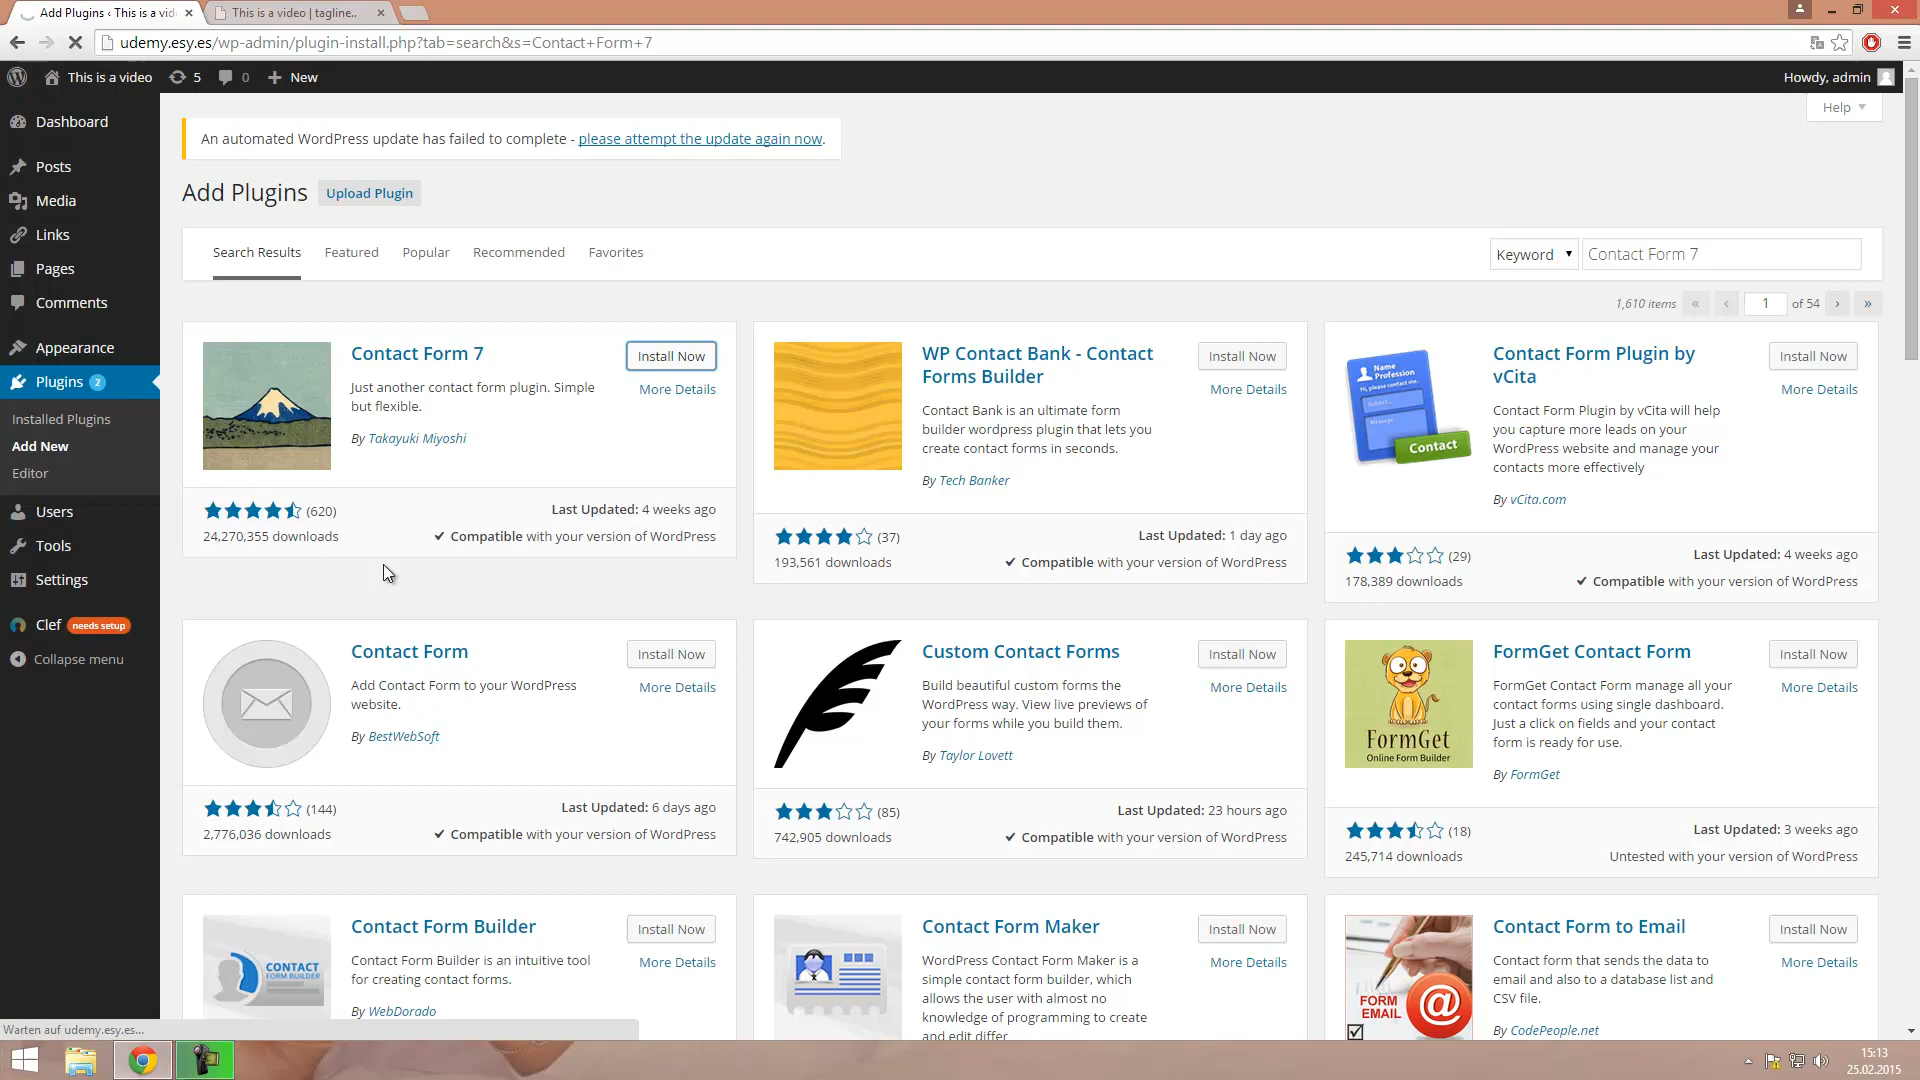 Add Plugins ‹ This is a vid
This is a video | tagline..
udemy.esy.es/wp-admin/plugin-install.php?tab=search&s=Contact+Form+7
This is a video
5
0
New
Howdy, admin
Help
Dashboard
Posts
Media
Links
Pages
Comments
Appearance
Plugins 2
Installed Plugins
Add New
Editor
Users
Tools
Settings
Clef needs setup
Collapse menu
An automated WordPress update has failed to complete - please attempt the update again now.
Add Plugins
Upload Plugin
Search Results
Featured
Popular
Recommended
Favorites
Keyword
Contact Form 7
1,610 items « ‹ 1 of 54 › »
Contact Form 7
Install Now
More Details
Just another contact form plugin. Simple
but flexible.
By Takayuki Miyoshi
(620)
Last Updated: 4 weeks ago
24,270,355 downloads
Compatible with your version of WordPress
WP Contact Bank - Contact
Forms Builder
Install Now
More Details
Contact Bank is an ultimate form
builder wordpress plugin that lets you
create contact forms in seconds.
By Tech Banker
(37)
Last Updated: 1 day ago
193,561 downloads
Compatible with your version of WordPress
Name
Profession
Hi, please contact me.
Subject...
Message...
Contact
Contact Form Plugin by
vCita
Install Now
More Details
Contact Form Plugin by vCita will help
you capture more leads on your
WordPress website and manage your
contacts more effectively
By vCita.com
(29)
Last Updated: 4 weeks ago
178,389 downloads
Compatible with your version of WordPress
Contact Form
Install Now
More Details
Add Contact Form to your WordPress
website.
By BestWebSoft
(144)
Last Updated: 6 days ago
2,776,036 downloads
Compatible with your version of WordPress
Custom Contact Forms
Install Now
More Details
Build beautiful custom forms the
WordPress way. View live previews of
your forms while you build them.
By Taylor Lovett
(85)
Last Updated: 23 hours ago
742,905 downloads
Compatible with your version of WordPress
FormGet
Online Form Builder
FormGet Contact Form
Install Now
More Details
FormGet Contact Form manage all your
contact forms using single dashboard.
Just a click on fields and your contact
form is ready for use.
By FormGet
(18)
Last Updated: 3 weeks ago
245,714 downloads
Untested with your version of WordPress
CONTACT
FORM BUILDER
Contact Form Builder
Install Now
More Details
Contact Form Builder is an intuitive tool
for creating contact forms.
By WebDorado
Contact Form Maker
Install Now
More Details
WordPress Contact Form Maker is a
simple contact form builder, which
allows the user with almost no
knowledge of programming to create
and edit differ
FORM
EMAIL
@
Contact Form to Email
Install Now
More Details
Contact form that sends the data to
email and also to a database list and
CSV file.
By CodePeople.net
Warten auf udemy.esy.es...
15:13
25.02.2015